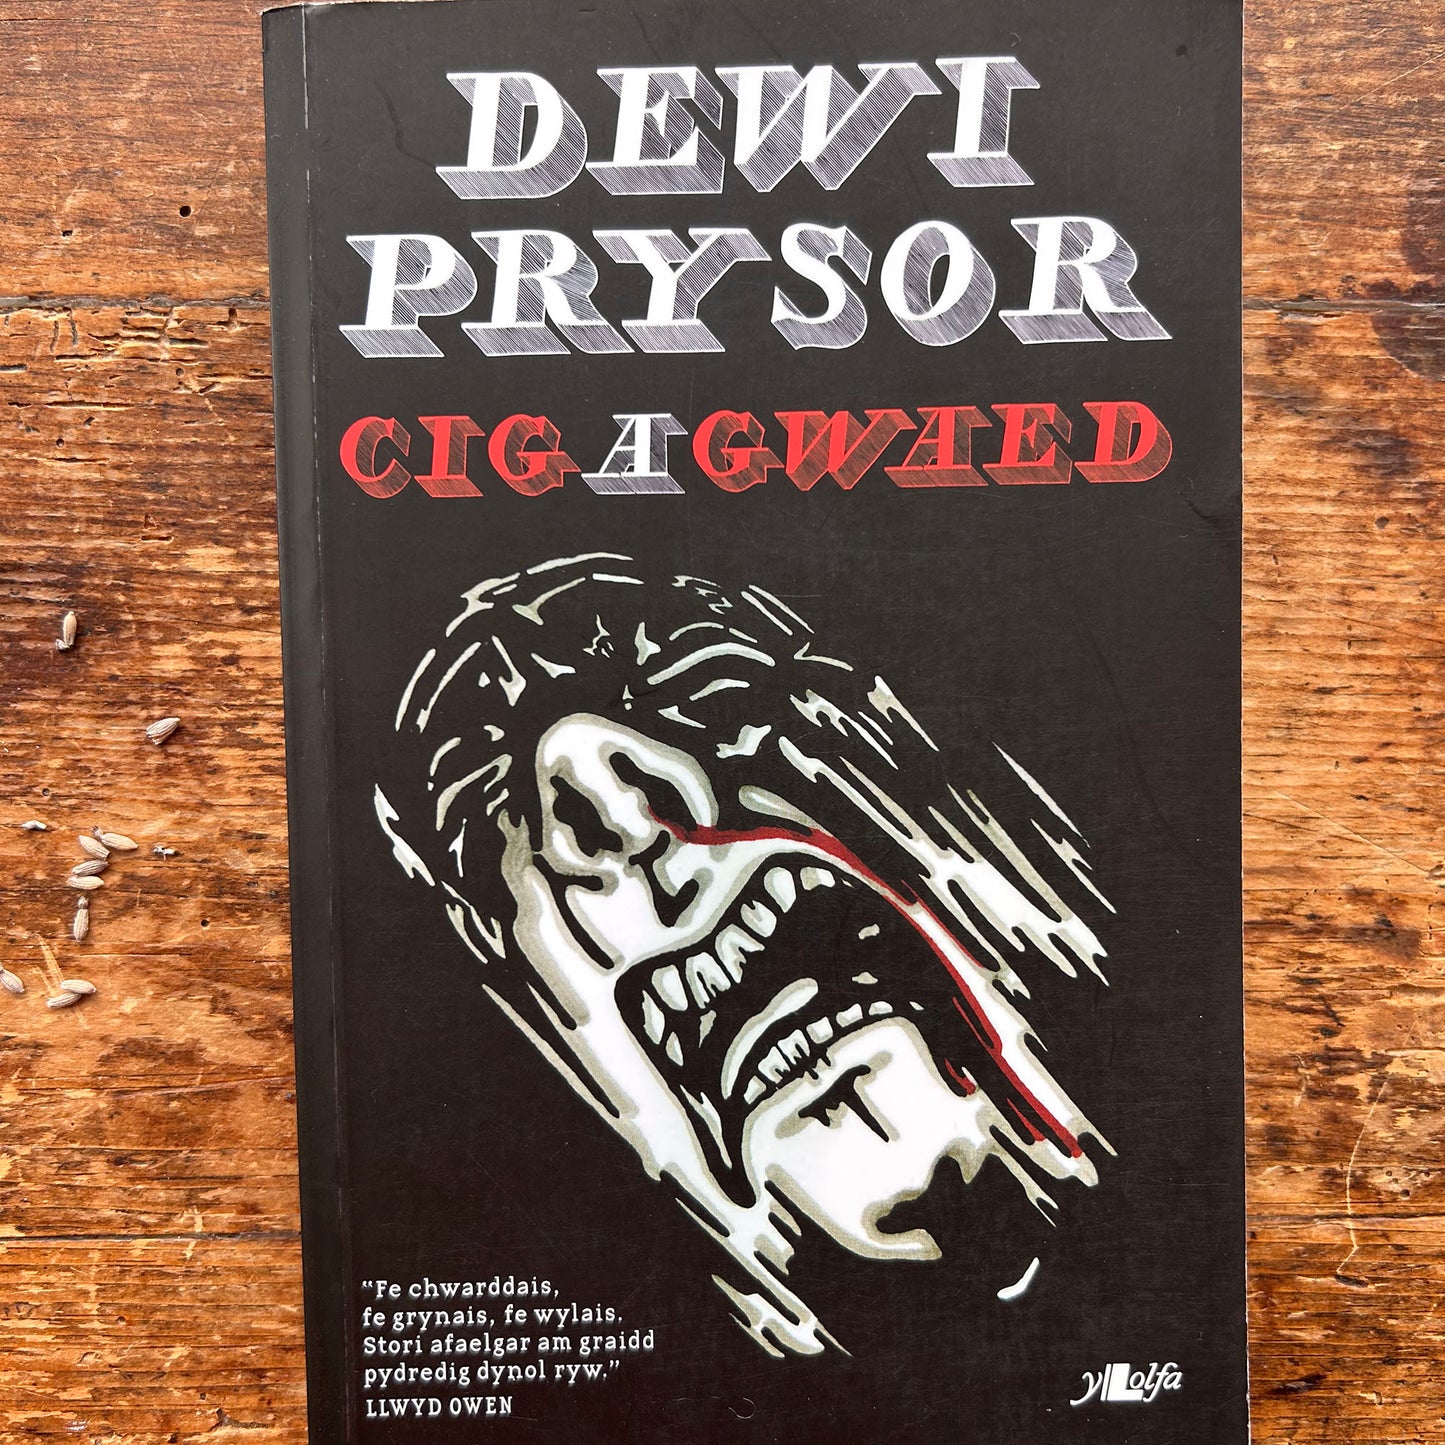 DEWI
PRYSOR
CIG A GWAED
"Fe chwarddais,
fe grynais, fe wylais.
Stori afaelgar am graidd
pydredig dynol ryw."
LLWYD OWEN
y Lolfa